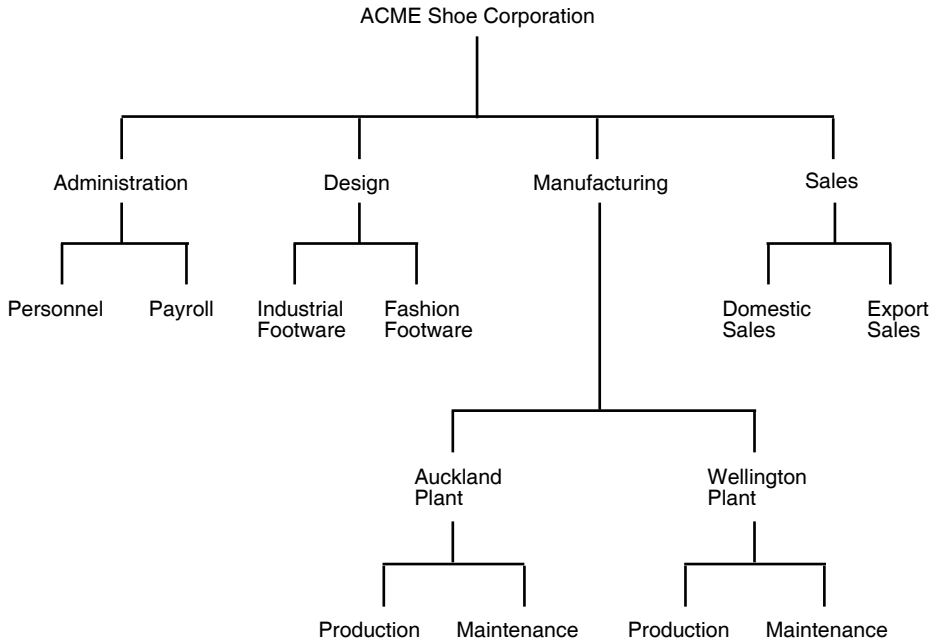 ACME Shoe Corporation
Administration
Design
Manufacturing
Sales
Personnel
Payroll
Industrial
Footware
Fashion
Footware
Domestic
Sales
Export
Sales
Auckland
Plant
Wellington
Plant
Production
Maintenance
Production
Maintenance